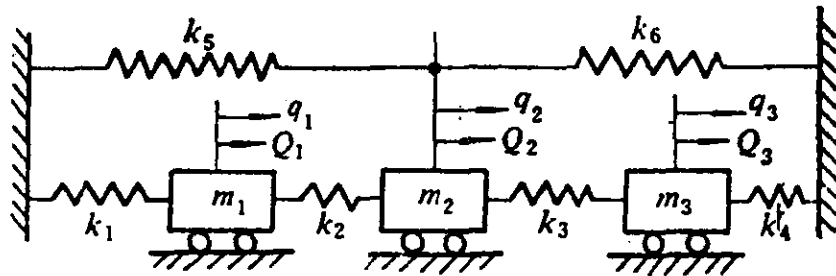 k₅ k₆
q₁ q₂ q₃
Q₁ Q₂ Q₃
m₁ m₂ m₃
k₁ k₂ k₃ k₄